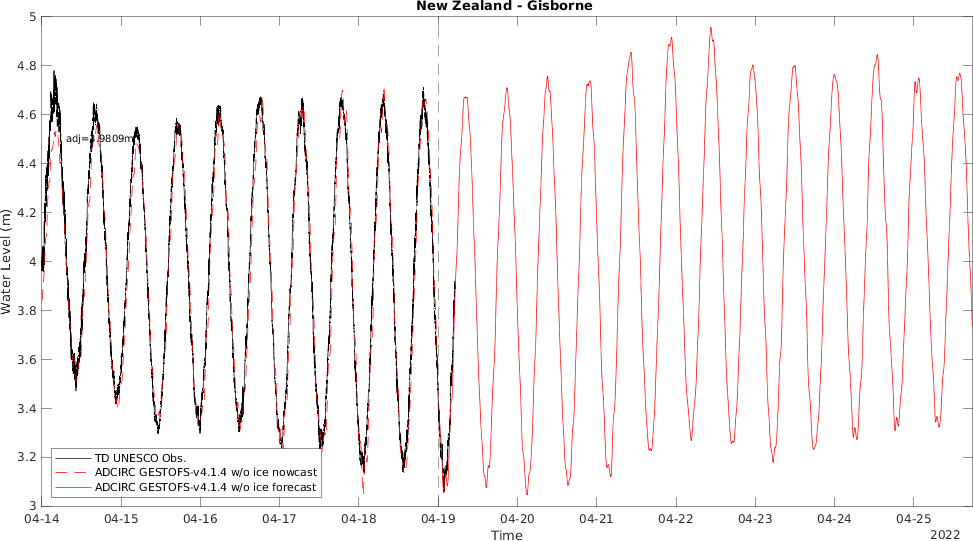 New Zealand - Gisborne
5
4.8
4.6
4.4
4.2
4
3.8
3.6
3.4
3.2
3
Water Level (m)
adj=3.9809m
TD UNESCO Obs.
ADCIRC GESTOFS-v4.1.4 w/o ice nowcast
ADCIRC GESTOFS-v4.1.4 w/o ice forecast
04-14 04-15 04-16 04-17 04-18 04-19 04-20 04-21 04-22 04-23 04-24 04-25
Time
2022